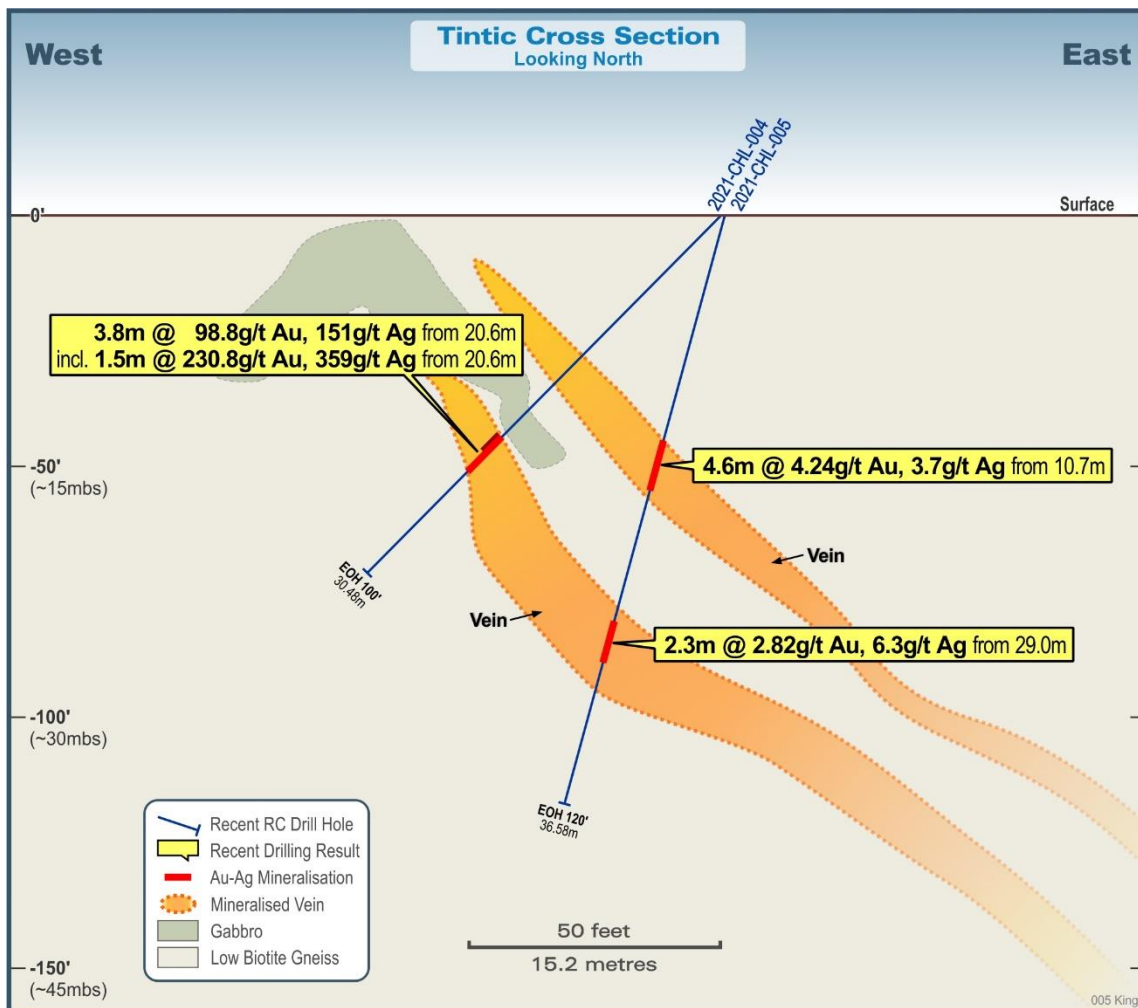 Tintic Cross Section
Looking North
West
East
2021-CHL-004
2021-CHL-005
Surface
0'
3.8m @ 98.8g/t Au, 151g/t Ag from 20.6m
incl. 1.5m @ 230.8g/t Au, 359g/t Ag from 20.6m
-50'
(~15mbs)
4.6m @ 4.24g/t Au, 3.7g/t Ag from 10.7m
Vein
EOH 100'
30.48m
Vein
2.3m @ 2.82g/t Au, 6.3g/t Ag from 29.0m
-100'
(~30mbs)
EOH 120'
36.58m
Recent RC Drill Hole
Recent Drilling Result
Au-Ag Mineralisation
Mineralised Vein
Gabbro
Low Biotite Gneiss
50 feet
15.2 metres
-150'
(~45mbs)
005 King